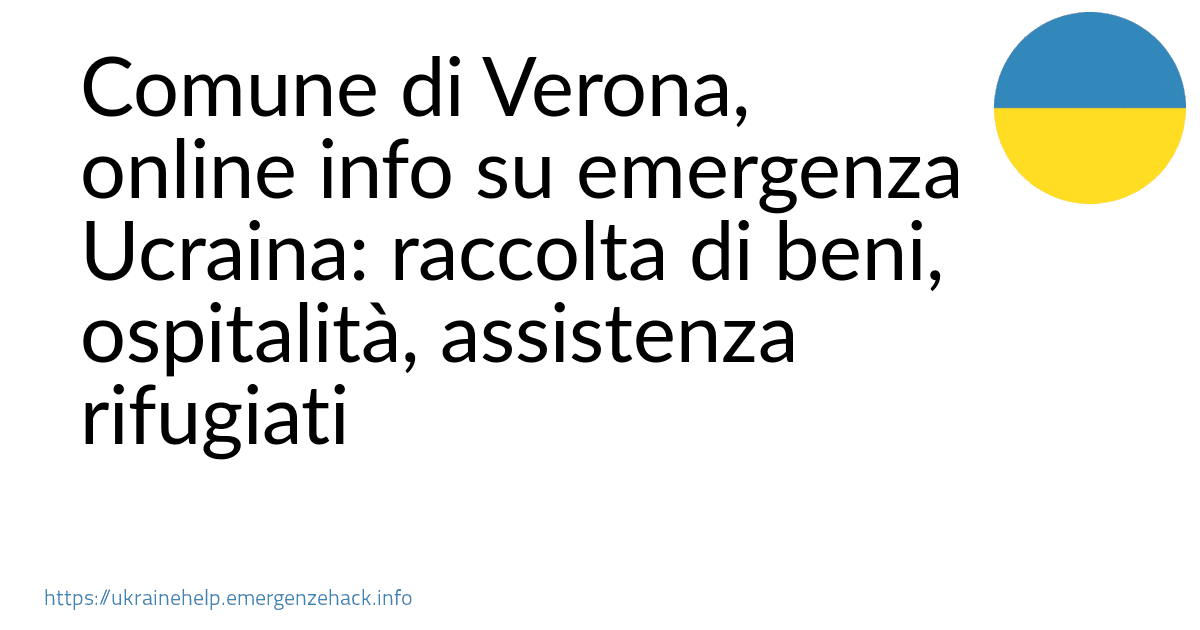 Comune di Verona,
online info su emergenza
Ucraina: raccolta di beni,
ospitalità, assistenza
rifugiati
https://ukrainehelp.emergenzehack.info